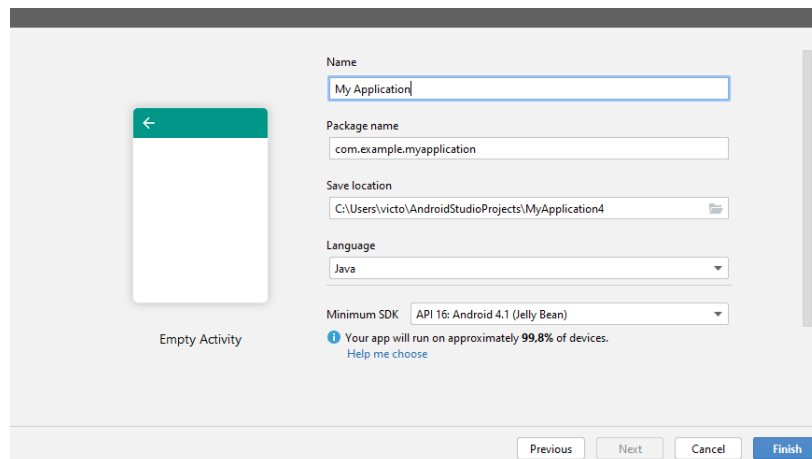 Name
My Application
Package name
com.example.myapplication
Save location
C:\Users\victo\AndroidStudioProjects\MyApplication4
Language
Java
Minimum SDK API 16: Android 4.1 (Jelly Bean)
Your app will run on approximately 99,8% of devices.
Help me choose
Empty Activity
Previous Next Cancel Finish